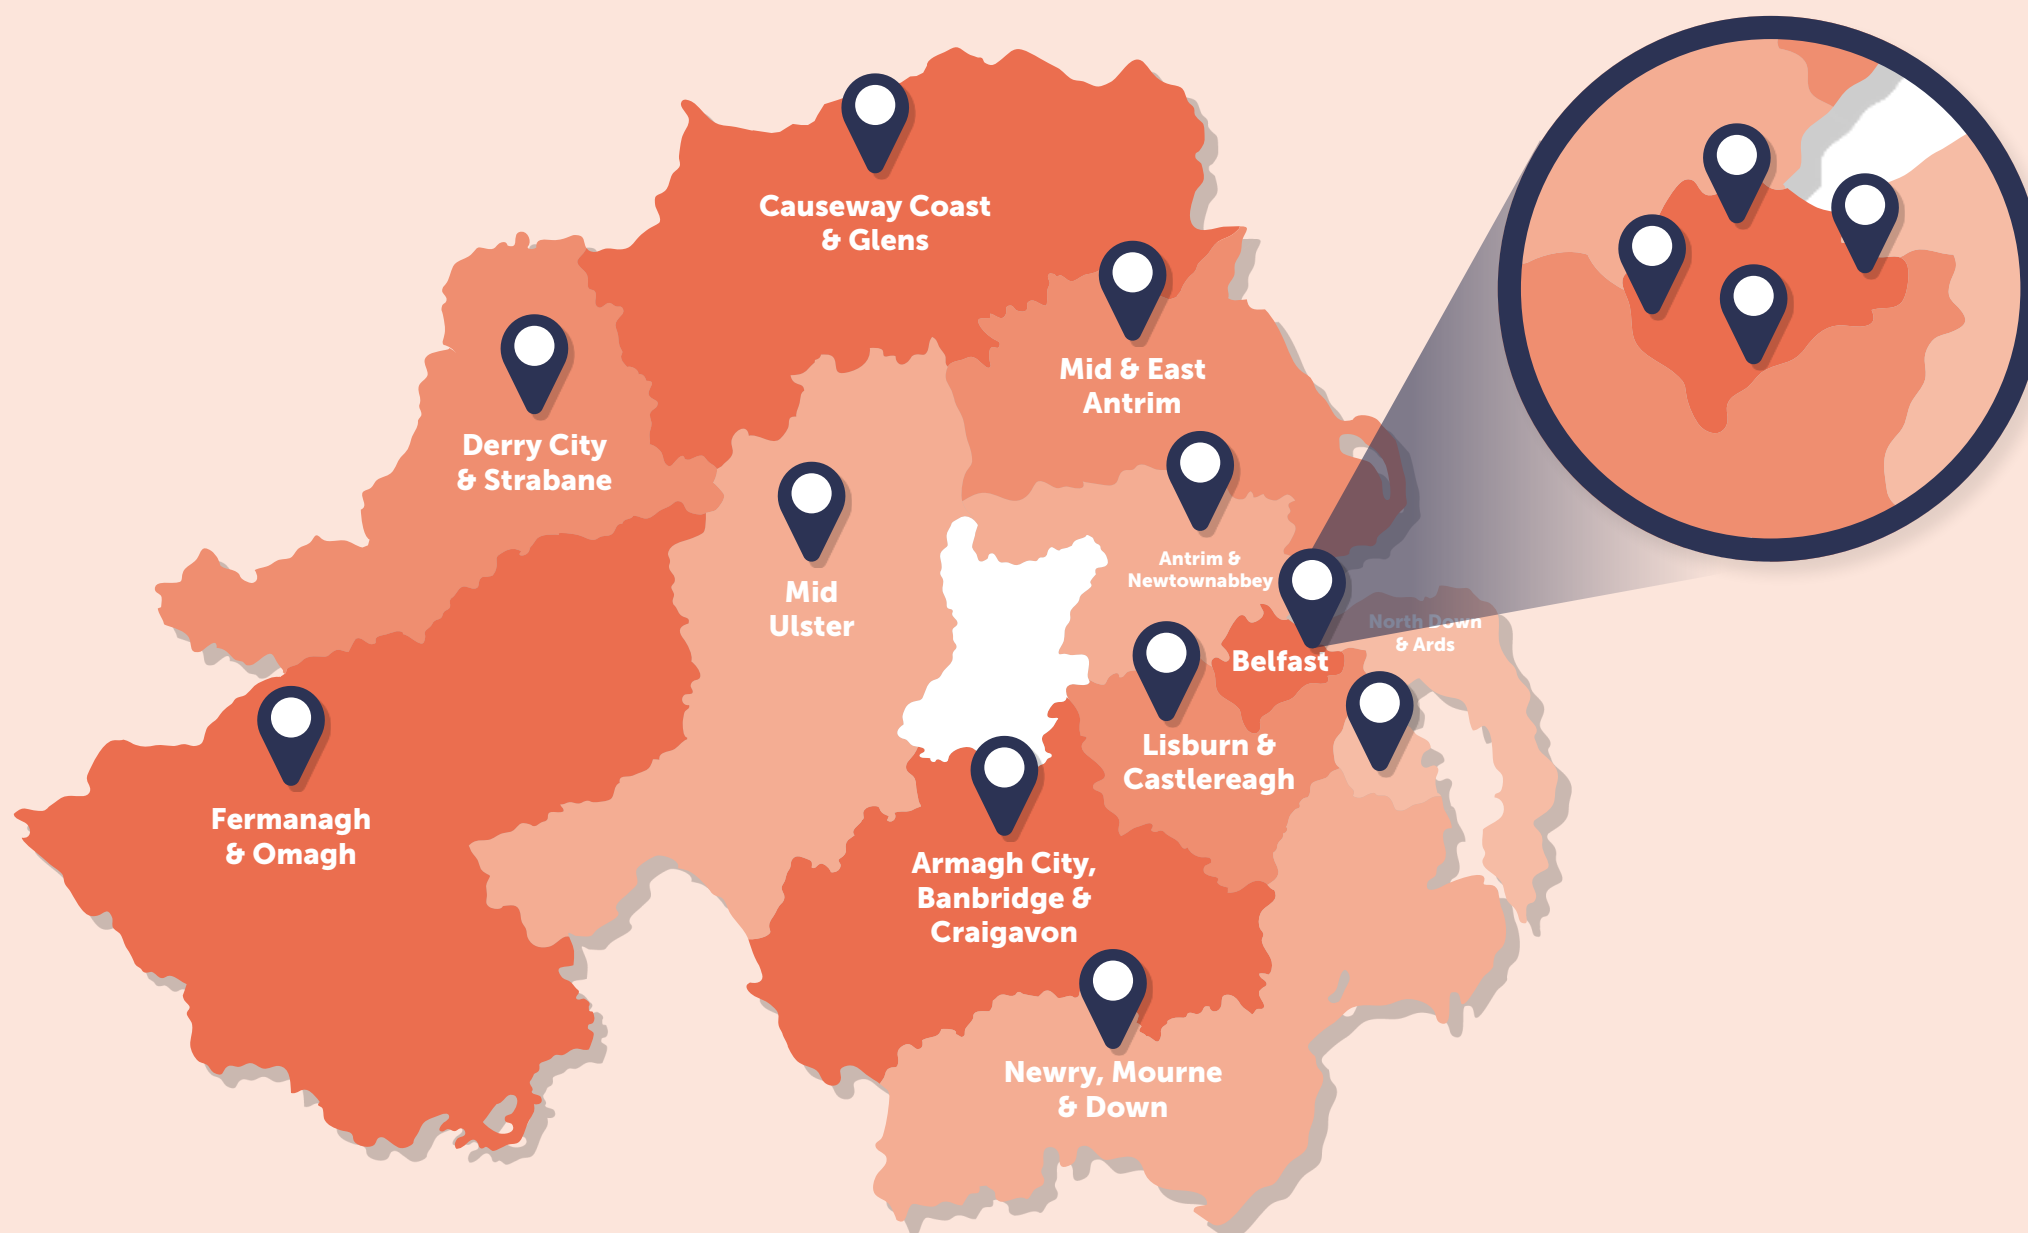 Causeway Coast
& Glens
Mid & East
Antrim
Derry City
& Strabane
Antrim &
Newtownabbey
Mid
Ulster
North Down
& Ards
Belfast
Lisburn &
Castlereagh
Fermanagh
& Omagh
Armagh City,
Banbridge &
Craigavon
Newry, Mourne
& Down